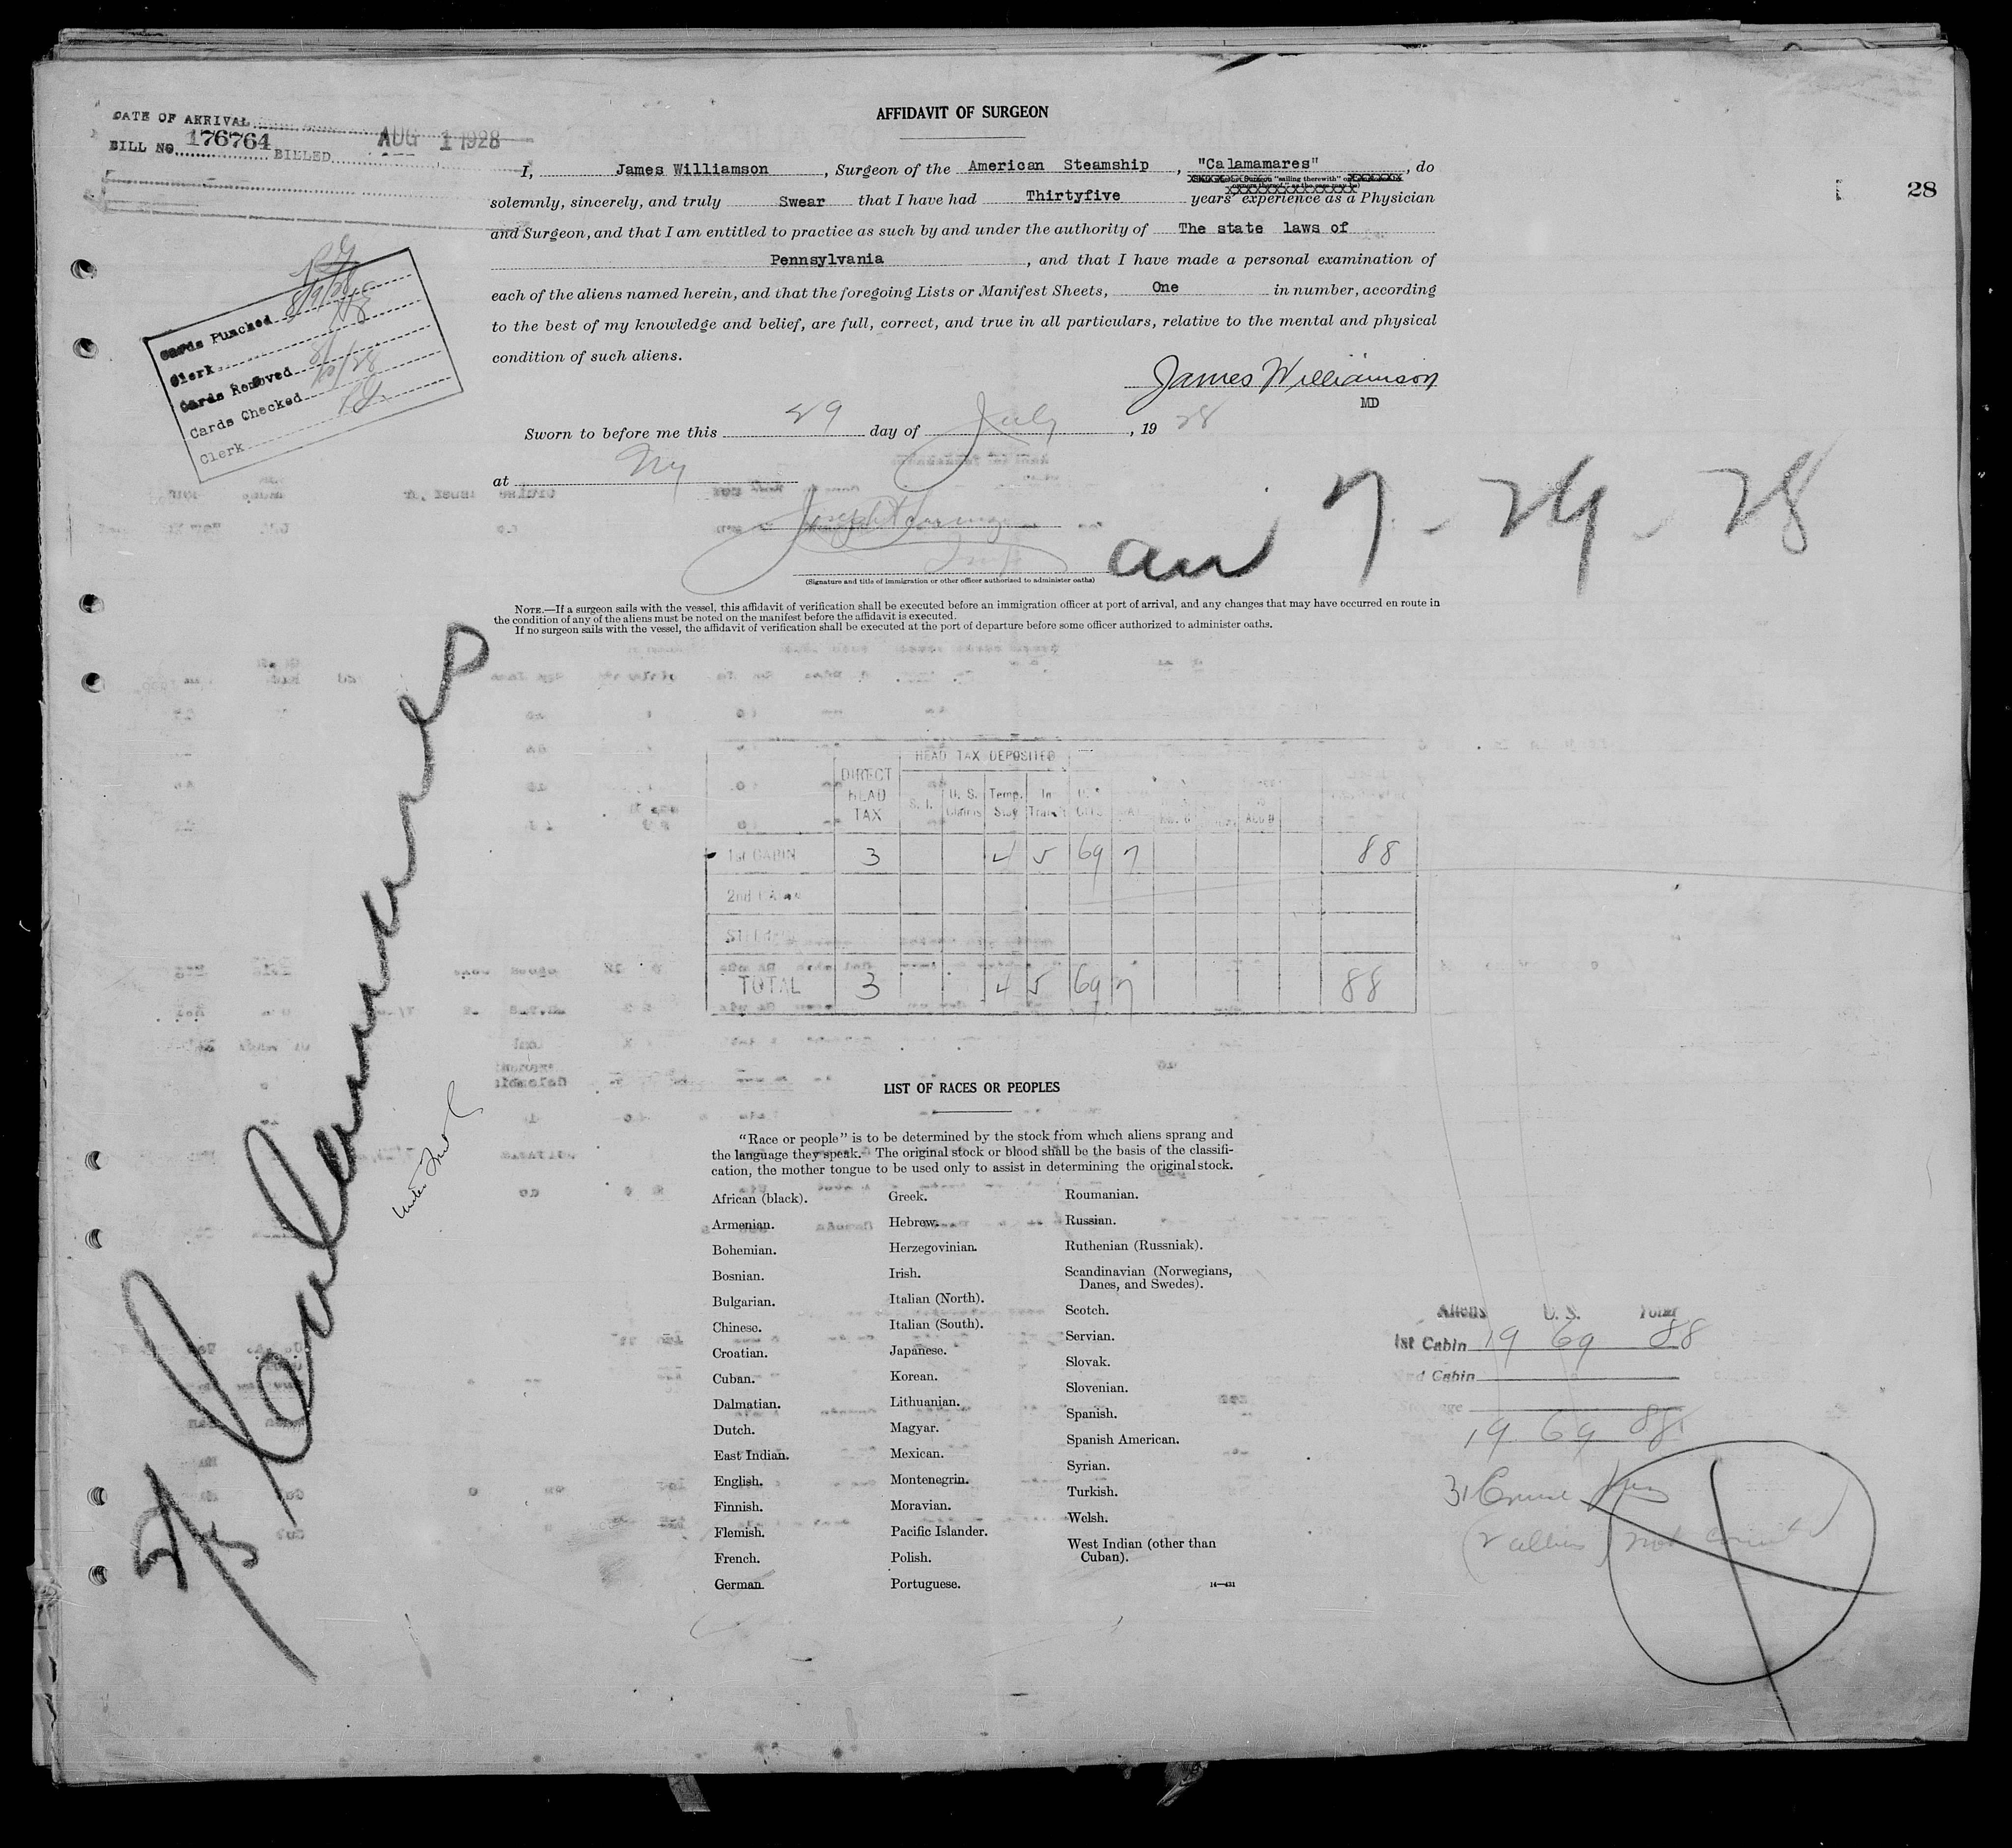 DATE OF ARRIVAL
BILL NO. 176764 BILLED AUG 1 1928
28
AFFIDAVIT OF SURGEON
I, James Williamson, Surgeon of the American Steamship, "Calamamares", do
solemnly, sincerely, and truly Swear that I have had Thirtyfive years' experience as a Physician
and Surgeon, and that I am entitled to practice as such by and under the authority of The state laws of
Pennsylvania, and that I have made a personal examination of
each of the aliens named herein, and that the foregoing Lists or Manifest Sheets, One in number, according
to the best of my knowledge and belief, are full, correct, and true in all particulars, relative to the mental and physical
condition of such aliens.
James Williamson
MD
Cards Punched 8/9/28
Clerk
Cards Removed
Cards Checked
Clerk
Sworn to before me this 29 day of July, 1928
at NY
(Signature and title of immigration or other officer authorized to administer oaths)
arr 7-29-28
NOTE.—If a surgeon sails with the vessel, this affidavit of verification shall be executed before an immigration officer at port of arrival, and any changes that may have occurred en route in
the condition of any of the aliens must be noted on the manifest before the affidavit is executed.
If no surgeon sails with the vessel, the affidavit of verification shall be executed at the port of departure before some officer authorized to administer oaths.
HEAD TAX DEPOSITED
DIRECT HEAD TAX S. I. U. S. Temp. Stay In Transit
1st CABIN 3 4 5 69 7 88
2nd CABIN
TOTAL 3 4 5 69 7 88
LIST OF RACES OR PEOPLES
"Race or people" is to be determined by the stock from which aliens sprang and
the language they speak. The original stock or blood shall be the basis of the classifi-
cation, the mother tongue to be used only to assist in determining the original stock.
African (black).
Armenian.
Bohemian.
Bosnian.
Bulgarian.
Chinese.
Croatian.
Cuban.
Dalmatian.
Dutch.
East Indian.
English.
Finnish.
Flemish.
French.
German.
Greek.
Hebrew.
Herzegovinian.
Irish.
Italian (North).
Italian (South).
Japanese.
Korean.
Lithuanian.
Magyar.
Mexican.
Montenegrin.
Moravian.
Pacific Islander.
Polish.
Portuguese.
Roumanian.
Russian.
Ruthenian (Russniak).
Scandinavian (Norwegians,
Danes, and Swedes).
Scotch.
Servian.
Slovak.
Slovenian.
Spanish.
Spanish American.
Syrian.
Turkish.
Welsh.
West Indian (other than
Cuban).
14—431
Aliens U. S. Total
1st Cabin 19 69 88
2nd Cabin
19 69 88
31 Cruise
(2 aliens) not